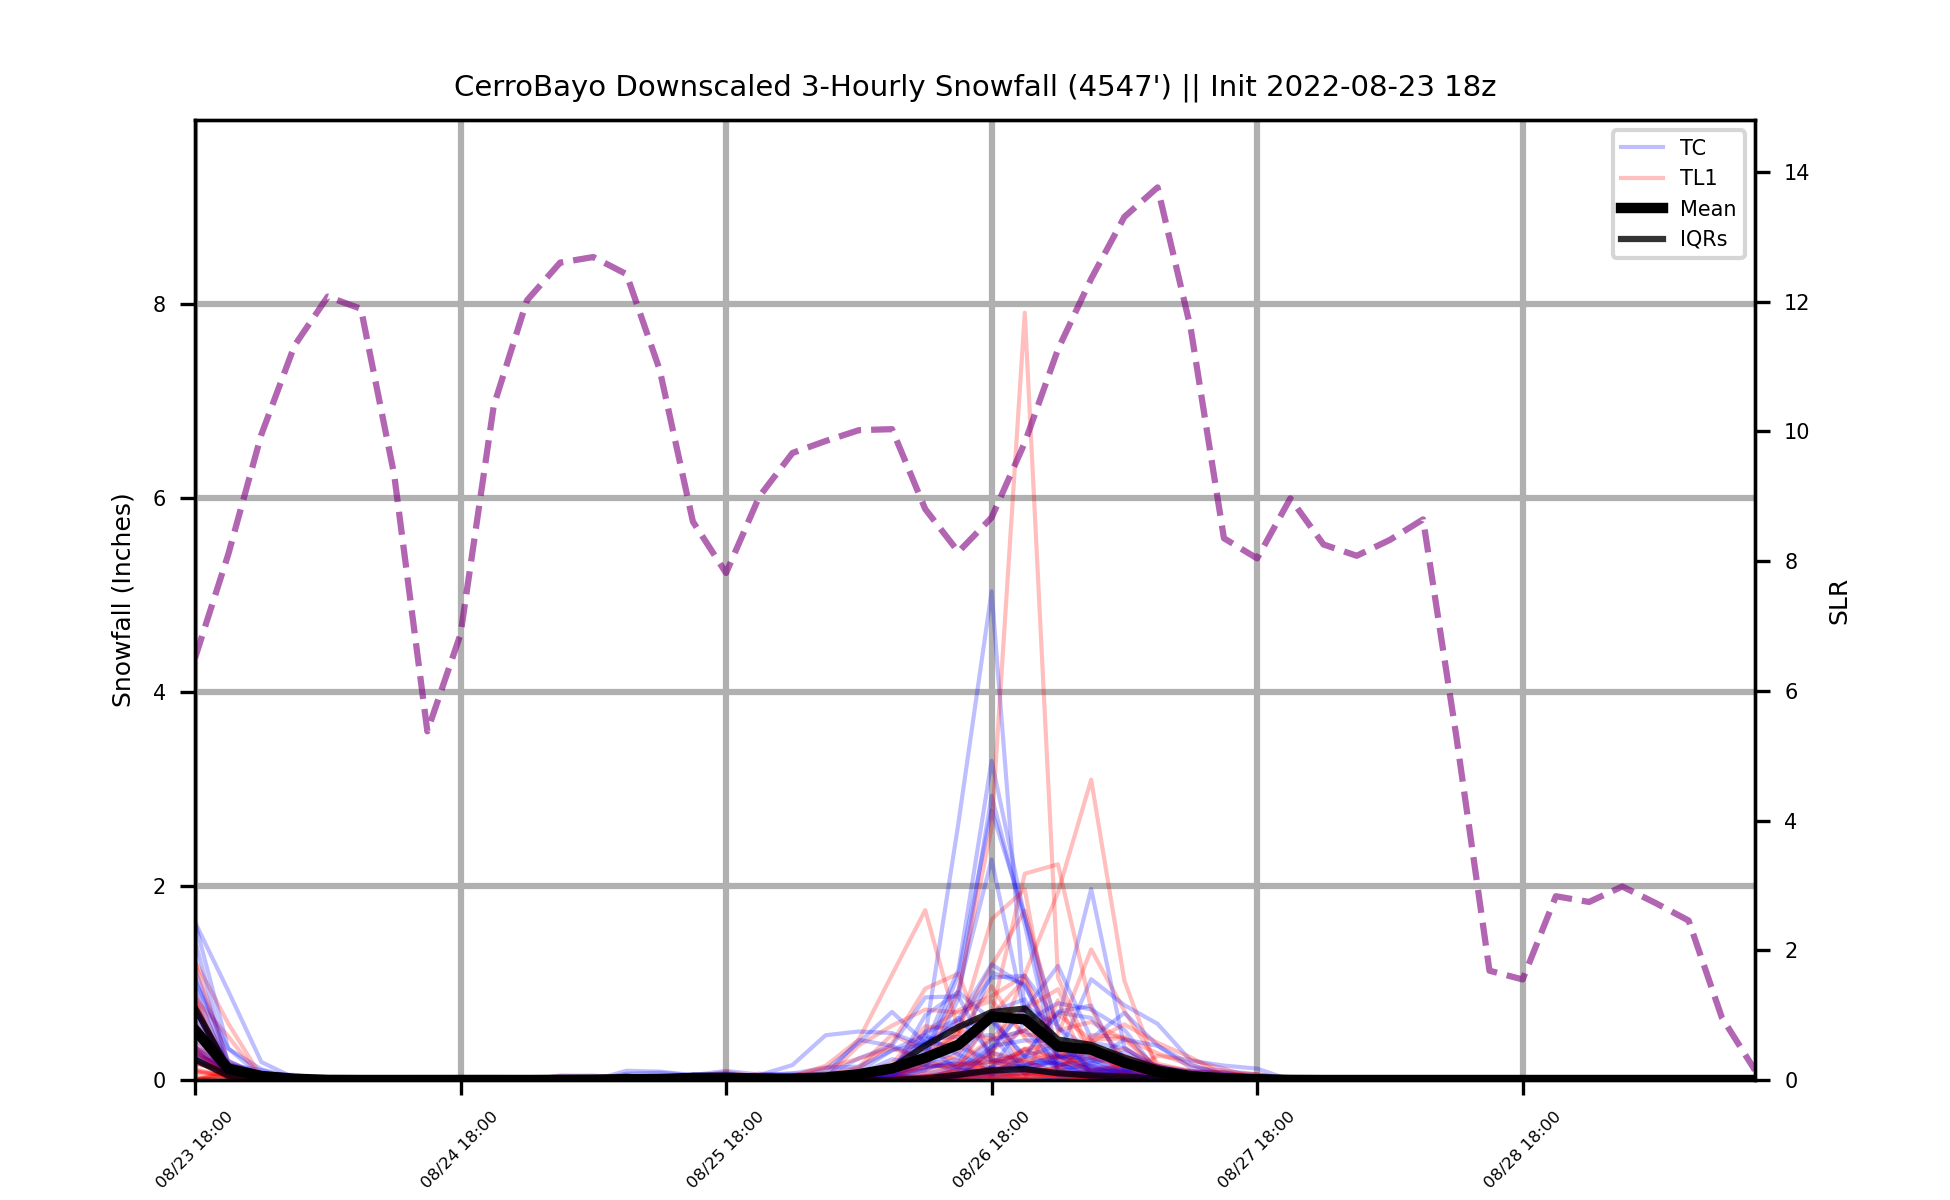 CerroBayo Downscaled 3-Hourly Snowfall (4547') || Init 2022-08-23 18z
TC
TL1
Mean
IQRs
Snowfall (Inches)
8
6
4
2
0
14
12
10
8
6
4
2
0
SLR
08/23 18:00
08/24 18:00
08/25 18:00
08/26 18:00
08/27 18:00
08/28 18:00